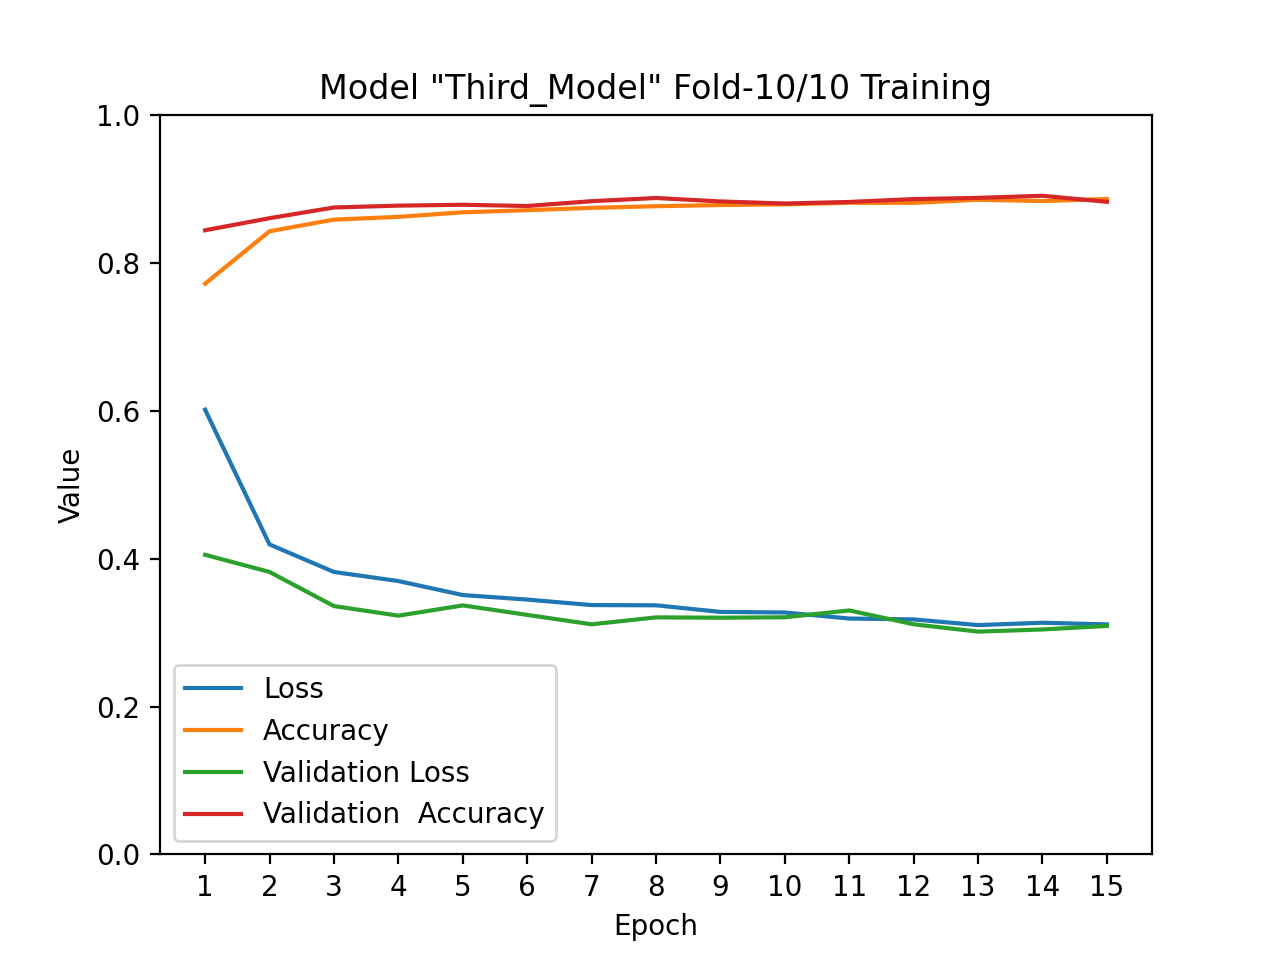 Model "Third_Model" Fold-10/10 Training
1.0
0.8
0.6
0.4
0.2
0.0
Value
Loss
Accuracy
Validation Loss
Validation  Accuracy
1 2 3 4 5 6 7 8 9 10 11 12 13 14 15
Epoch